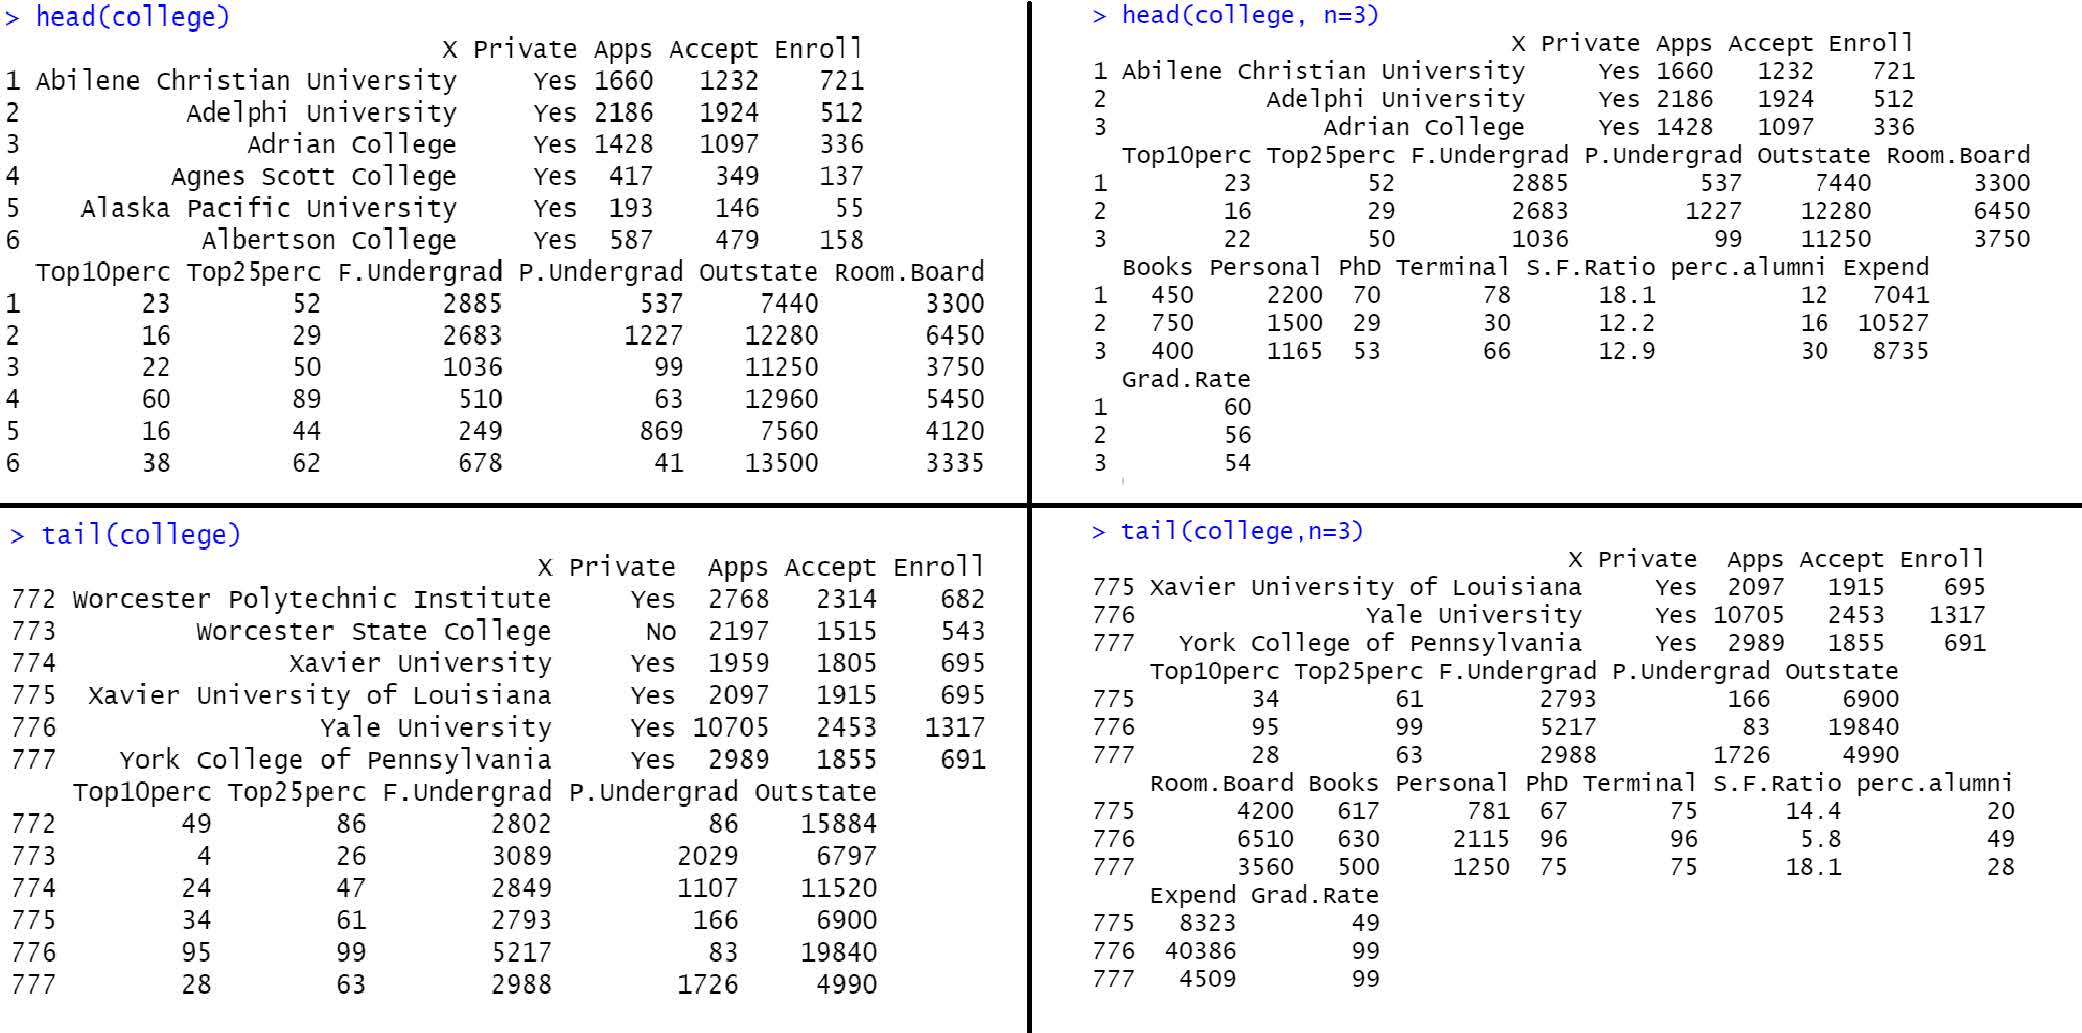 > head(college)
X Private Apps Accept Enroll
1 Abilene Christian University Yes 1660 1232 721
2 Adelphi University Yes 2186 1924 512
3 Adrian College Yes 1428 1097 336
4 Agnes Scott College Yes 417 349 137
5 Alaska Pacific University Yes 193 146 55
6 Albertson College Yes 587 479 158
Top10perc Top25perc F.Undergrad P.Undergrad Outstate Room.Board
1 23 52 2885 537 7440 3300
2 16 29 2683 1227 12280 6450
3 22 50 1036 99 11250 3750
4 60 89 510 63 12960 5450
5 16 44 249 869 7560 4120
6 38 62 678 41 13500 3335
> head(college, n=3)
X Private Apps Accept Enroll
1 Abilene Christian University Yes 1660 1232 721
2 Adelphi University Yes 2186 1924 512
3 Adrian College Yes 1428 1097 336
Top10perc Top25perc F.Undergrad P.Undergrad Outstate Room.Board
1 23 52 2885 537 7440 3300
2 16 29 2683 1227 12280 6450
3 22 50 1036 99 11250 3750
Books Personal PhD Terminal S.F.Ratio perc.alumni Expend
1 450 2200 70 78 18.1 12 7041
2 750 1500 29 30 12.2 16 10527
3 400 1165 53 66 12.9 30 8735
Grad.Rate
1 60
2 56
3 54
> tail(college)
X Private Apps Accept Enroll
772 Worcester Polytechnic Institute Yes 2768 2314 682
773 Worcester State College No 2197 1515 543
774 Xavier University Yes 1959 1805 695
775 Xavier University of Louisiana Yes 2097 1915 695
776 Yale University Yes 10705 2453 1317
777 York College of Pennsylvania Yes 2989 1855 691
Top10perc Top25perc F.Undergrad P.Undergrad Outstate
772 49 86 2802 86 15884
773 4 26 3089 2029 6797
774 24 47 2849 1107 11520
775 34 61 2793 166 6900
776 95 99 5217 83 19840
777 28 63 2988 1726 4990
> tail(college,n=3)
X Private Apps Accept Enroll
775 Xavier University of Louisiana Yes 2097 1915 695
776 Yale University Yes 10705 2453 1317
777 York College of Pennsylvania Yes 2989 1855 691
Top10perc Top25perc F.Undergrad P.Undergrad Outstate
775 34 61 2793 166 6900
776 95 99 5217 83 19840
777 28 63 2988 1726 4990
Room.Board Books Personal PhD Terminal S.F.Ratio perc.alumni
775 4200 617 781 67 75 14.4 20
776 6510 630 2115 96 96 5.8 49
777 3560 500 1250 75 75 18.1 28
Expend Grad.Rate
775 8323 49
776 40386 99
777 4509 99